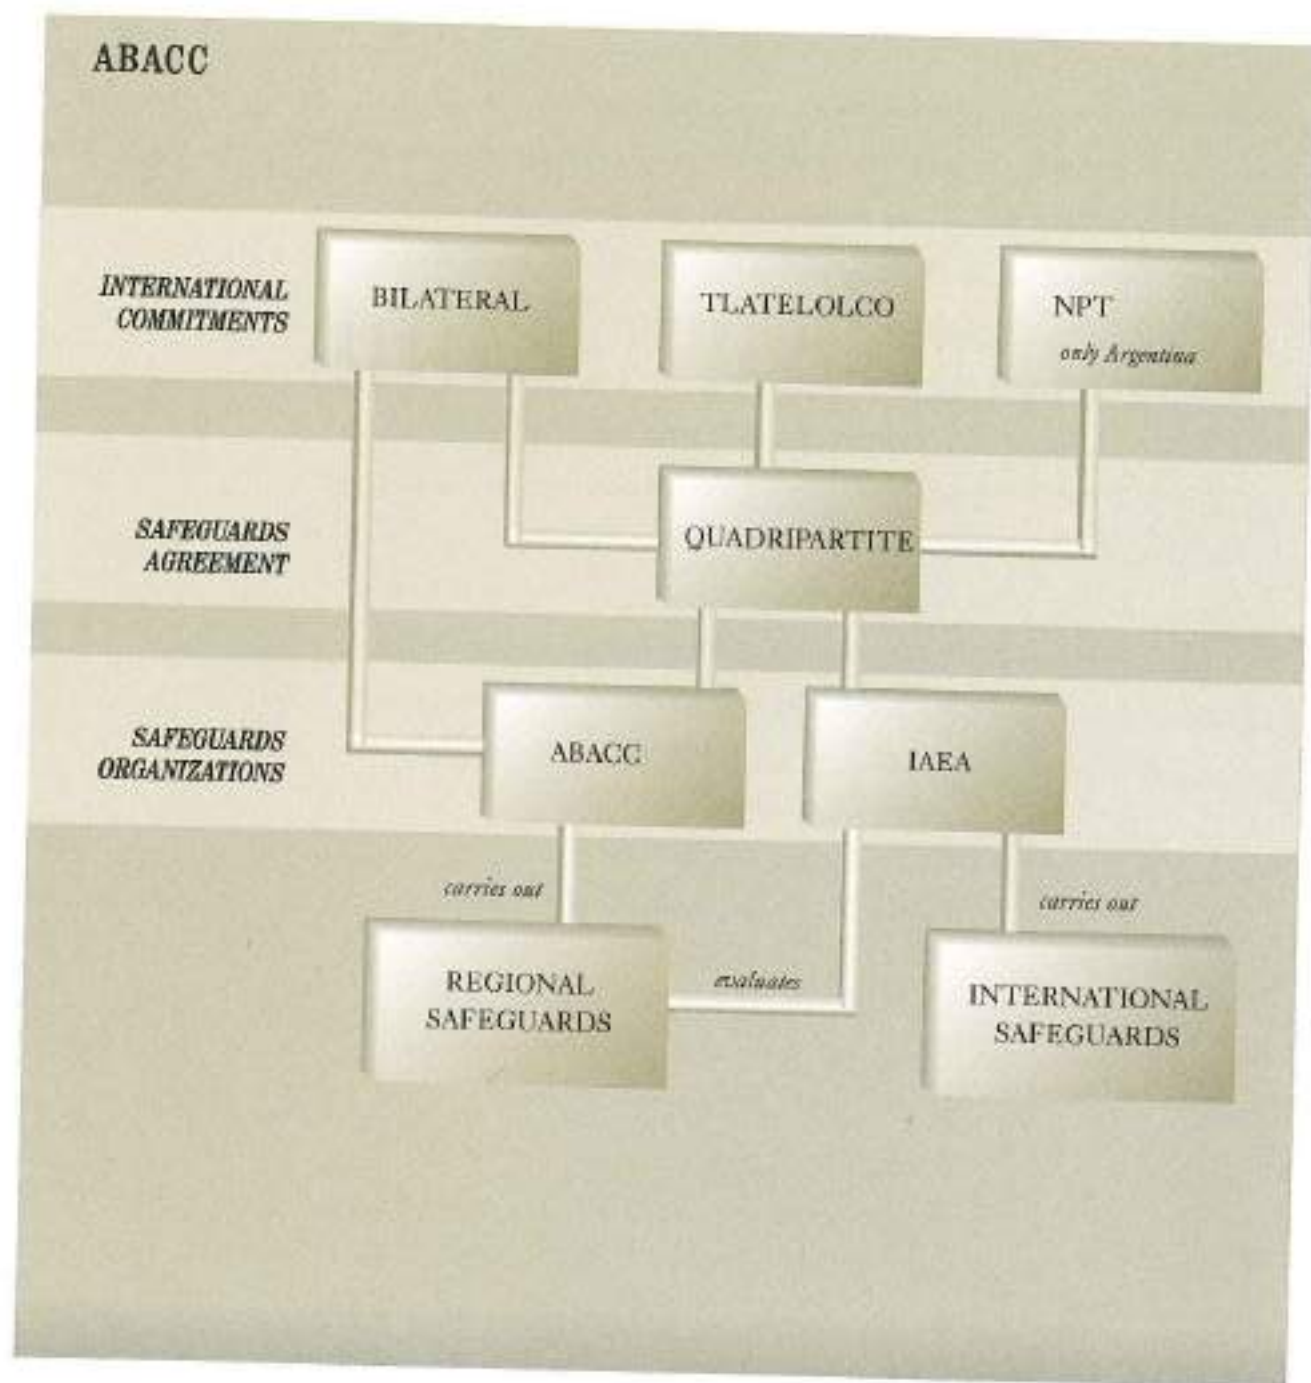 ABACC
INTERNATIONAL
COMMITMENTS
BILATERAL
TLATELOLCO
NPT
only Argentina
SAFEGUARDS
AGREEMENT
QUADRIPARTITE
SAFEGUARDS
ORGANIZATIONS
ABACC
IAEA
carries out
carries out
REGIONAL
SAFEGUARDS
evaluates
INTERNATIONAL
SAFEGUARDS